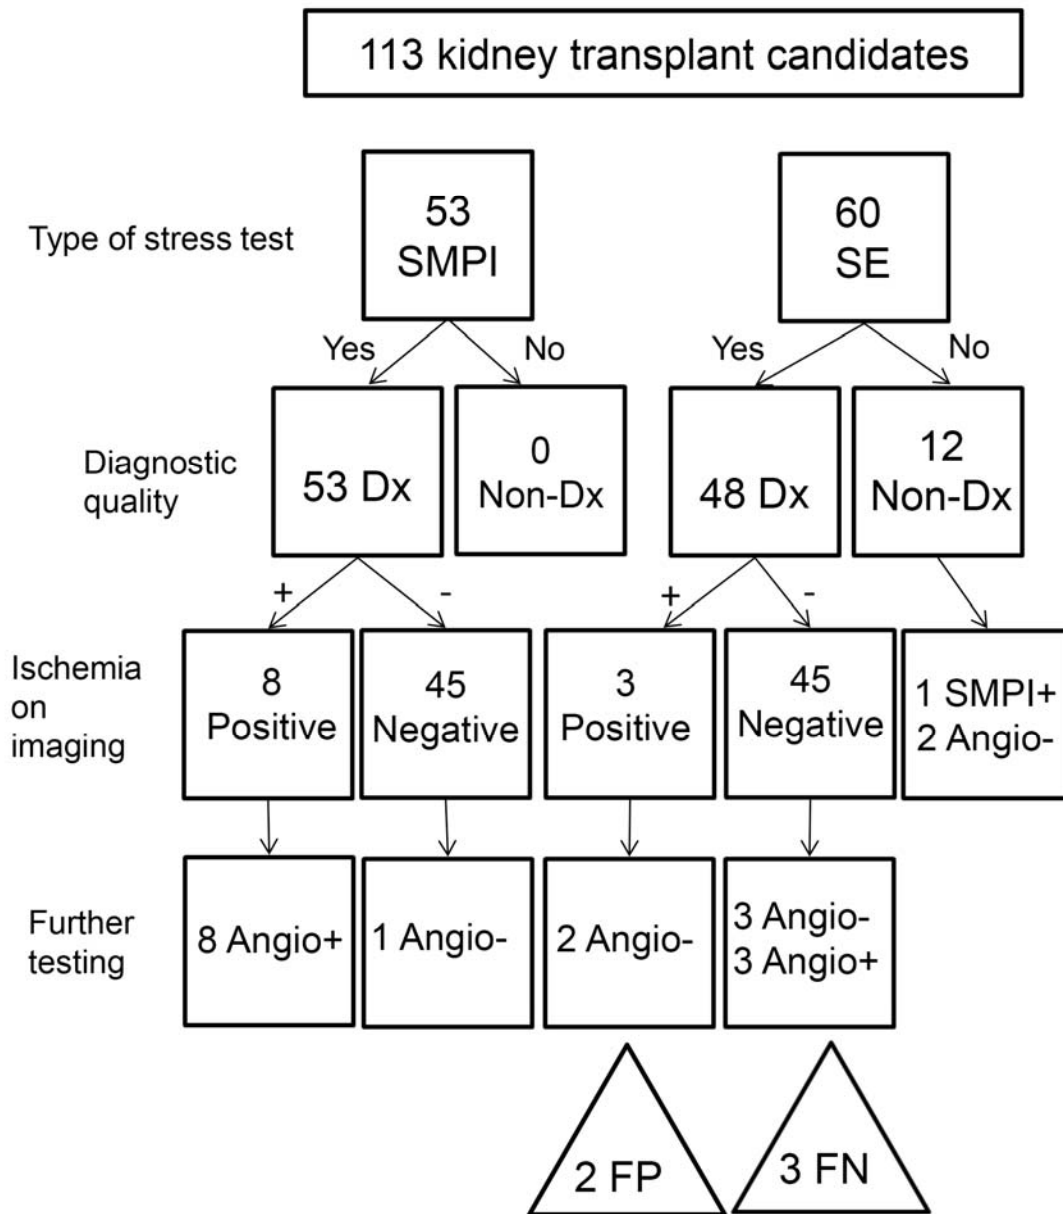 113 kidney transplant candidates
Type of stress test
53
SMPI
60
SE
Yes
No
Yes
No
Diagnostic
quality
53 Dx
0
Non-Dx
48 Dx
12
Non-Dx
+
-
+
-
Ischemia
on
imaging
8
Positive
45
Negative
3
Positive
45
Negative
1 SMPI+
2 Angio-
Further
testing
8 Angio+
1 Angio-
2 Angio-
3 Angio-
3 Angio+
2 FP
3 FN